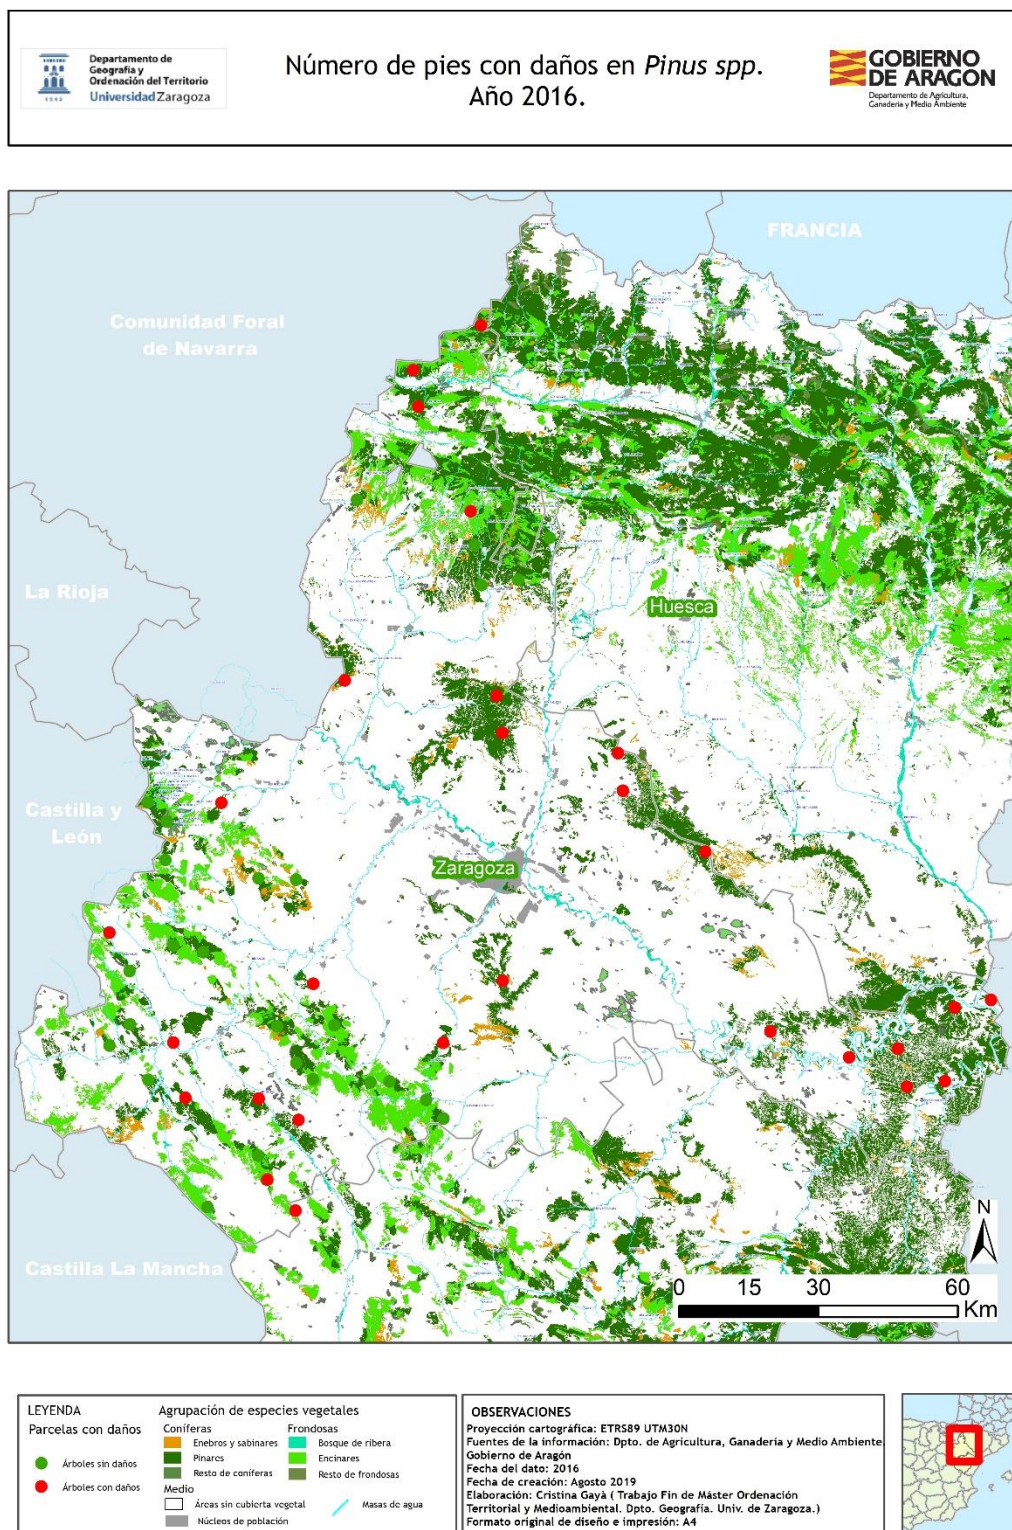 Departamento de
Geografía y
Ordenación del Territorio
Universidad Zaragoza
1542
Número de pies con daños en Pinus spp.
Año 2016.
GOBIERNO
DE ARAGON
Departamento de Agricultura,
Ganadería y Medio Ambiente
FRANCIA
Comunidad Foral
de Navarra
La Rioja
Huesca
Castilla y
León
Zaragoza
Castilla La Mancha
N
0 15 30 60
Km
LEYENDA
Parcelas con daños
Árboles sin daños
Árboles con daños
Agrupación de especies vegetales
Coníferas
Enebros y sabinares
Pinares
Resto de coníferas
Frondosas
Bosque de ribera
Encinares
Resto de frondosas
Medio
Áreas sin cubierta vegetal
Núcleos de población
Masas de agua
OBSERVACIONES
Proyección cartográfica: ETRS89 UTM30N
Fuentes de la información: Dpto. de Agricultura, Ganadería y Medio Ambiente.
Gobierno de Aragón
Fecha del dato: 2016
Fecha de creación: Agosto 2019
Elaboración: Cristina Gayà ( Trabajo Fin de Máster Ordenación
Territorial y Medioambiental. Dpto. Geografía. Univ. de Zaragoza.)
Formato original de diseño e impresión: A4